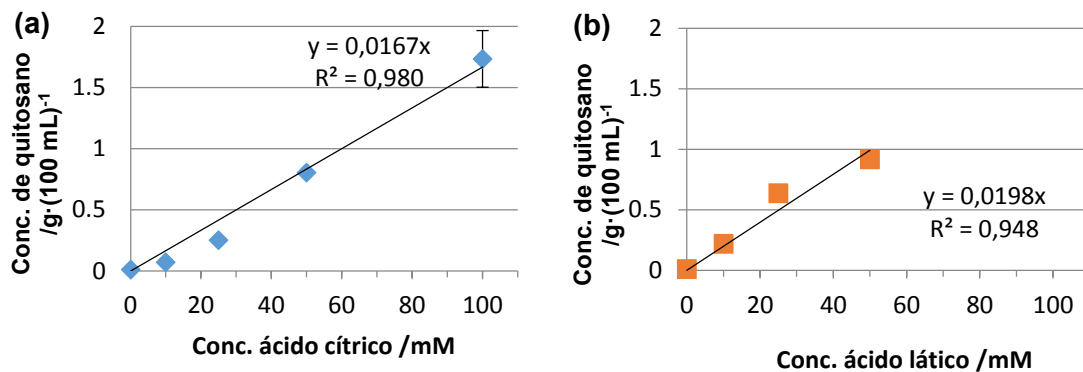 (a)
Conc. de quitosano
/g·(100 mL)⁻¹
2
1.5
1
0.5
0
y = 0,0167x
R² = 0,980
0
20
40
60
80
100
Conc. ácido cítrico /mM
(b)
Conc. de quitosano
/g·(100 mL)⁻¹
2
1.5
1
0.5
0
y = 0,0198x
R² = 0,948
0
20
40
60
80
100
Conc. ácido lático /mM